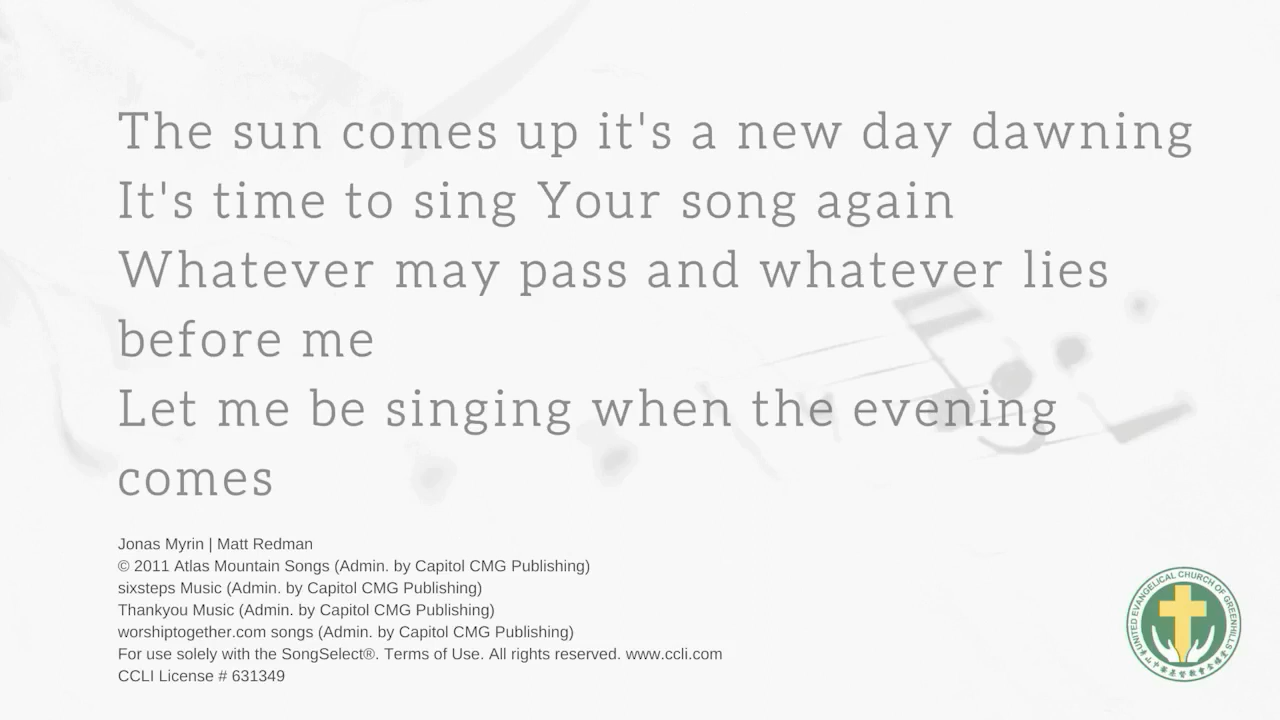 The sun comes up it's a new day dawning
It's time to sing Your song again
Whatever may pass and whatever lies
before me
Let me be singing when the evening
comes
Jonas Myrin | Matt Redman
© 2011 Atlas Mountain Songs (Admin. by Capitol CMG Publishing)
sixsteps Music (Admin. by Capitol CMG Publishing)
Thankyou Music (Admin. by Capitol CMG Publishing)
worshiptogether.com songs (Admin. by Capitol CMG Publishing)
For use solely with the SongSelect®. Terms of Use. All rights reserved. www.ccli.com
CCLI License # 631349
UNITED EVANGELICAL CHURCH OF GREENHILLS